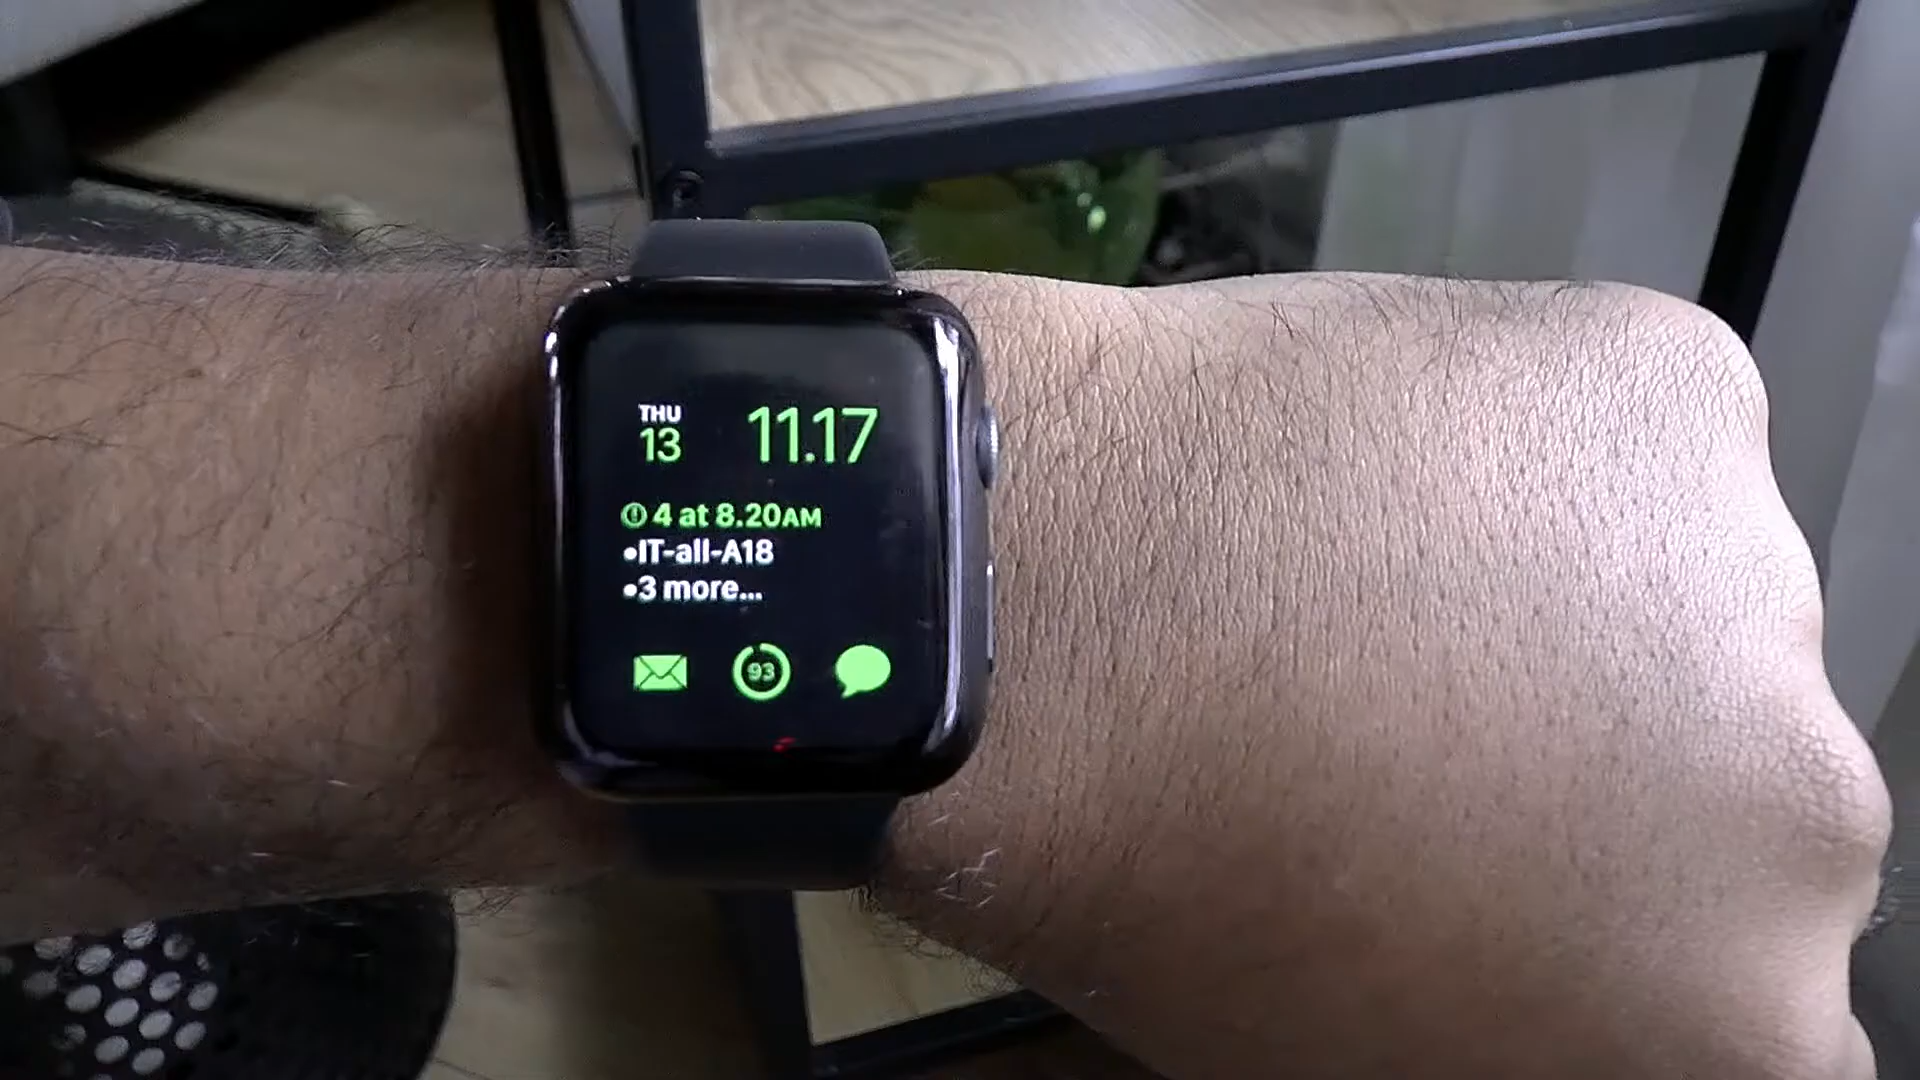 THU
13
11.17
4 at 8.20AM
•IT-all-A18
•3 more...
93